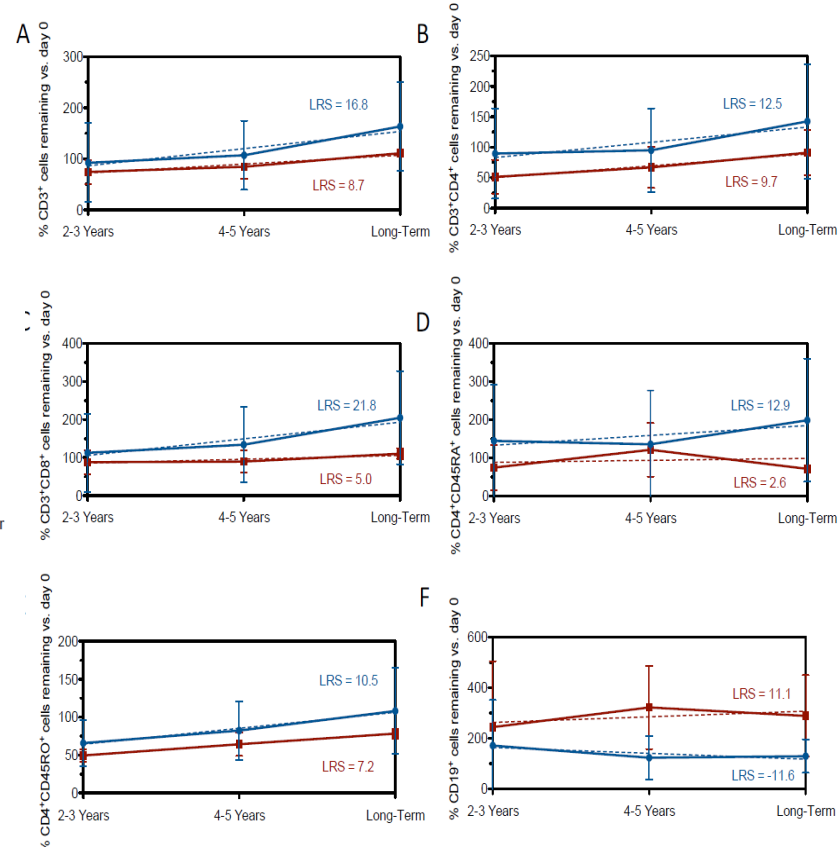 A
% CD3⁺ cells remaining vs. day 0
300
200
100
0
LRS = 16.8
LRS = 8.7
2-3 Years
4-5 Years
Long-Term
B
% CD3⁺CD4⁺ cells remaining vs. day 0
250
200
150
100
50
0
LRS = 12.5
LRS = 9.7
2-3 Years
4-5 Years
Long-Term
% CD3⁺CD8⁺ cells remaining vs. day 0
400
300
200
100
0
LRS = 21.8
LRS = 5.0
2-3 Years
4-5 Years
Long-Term
D
% CD4⁺CD45RA⁺ cells remaining vs. day 0
400
300
200
100
0
LRS = 12.9
LRS = 2.6
2-3 Years
4-5 Years
Long-Term
r
% CD4⁺CD45RO⁺ cells remaining vs. day 0
200
150
100
50
0
LRS = 10.5
LRS = 7.2
2-3 Years
4-5 Years
Long-Term
F
% CD19⁺ cells remaining vs. day 0
600
400
200
0
LRS = 11.1
LRS = -11.6
2-3 Years
4-5 Years
Long-Term